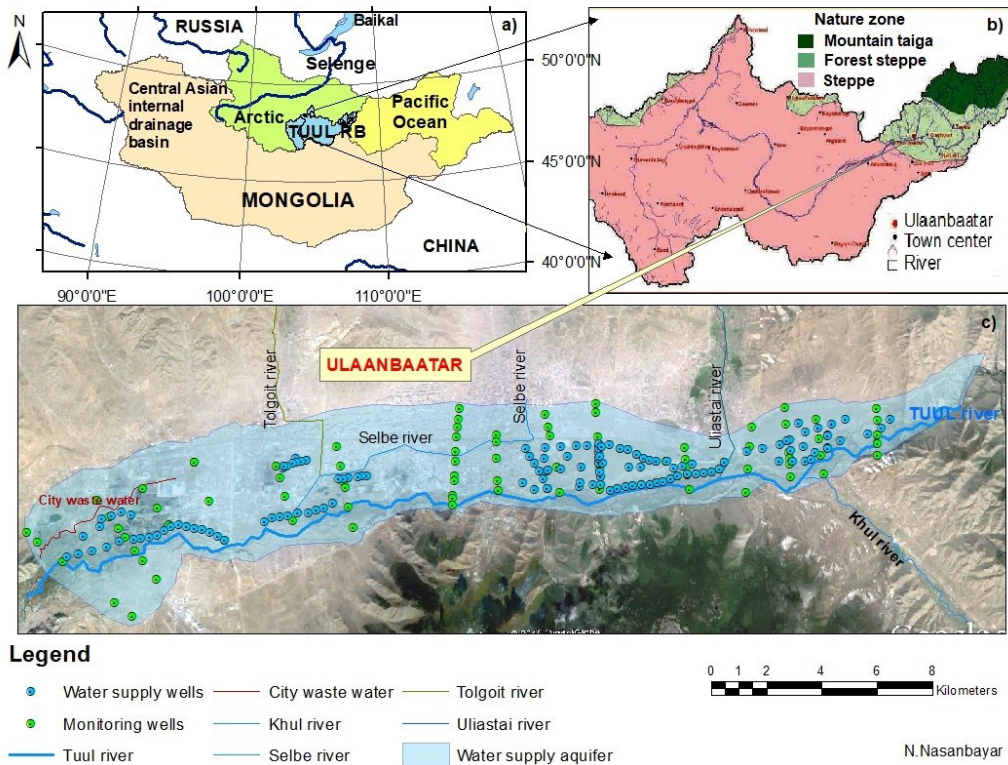 N
RUSSIA
Baikal
a)
Selenge
Central Asian
internal
drainage
basin
Arctic
Pacific
Ocean
TUUL RB
MONGOLIA
CHINA
50°0'0"N
45°0'0"N
40°0'0"N
90°0'0"E
100°0'0"E
110°0'0"E
Nature zone
b)
Mountain taiga
Forest steppe
Steppe
Ulaanbaatar
Town center
River
c)
ULAANBAATAR
Tolgoit river
Selbe river
Selbe river
Uliastai river
TUUL river
City waste water
Khul river
Legend
Water supply wells
City waste water
Tolgoit river
Monitoring wells
Khul river
Uliastai river
Tuul river
Selbe river
Water supply aquifer
0 1 2 4 6 8
Kilometers
N.Nasanbayar